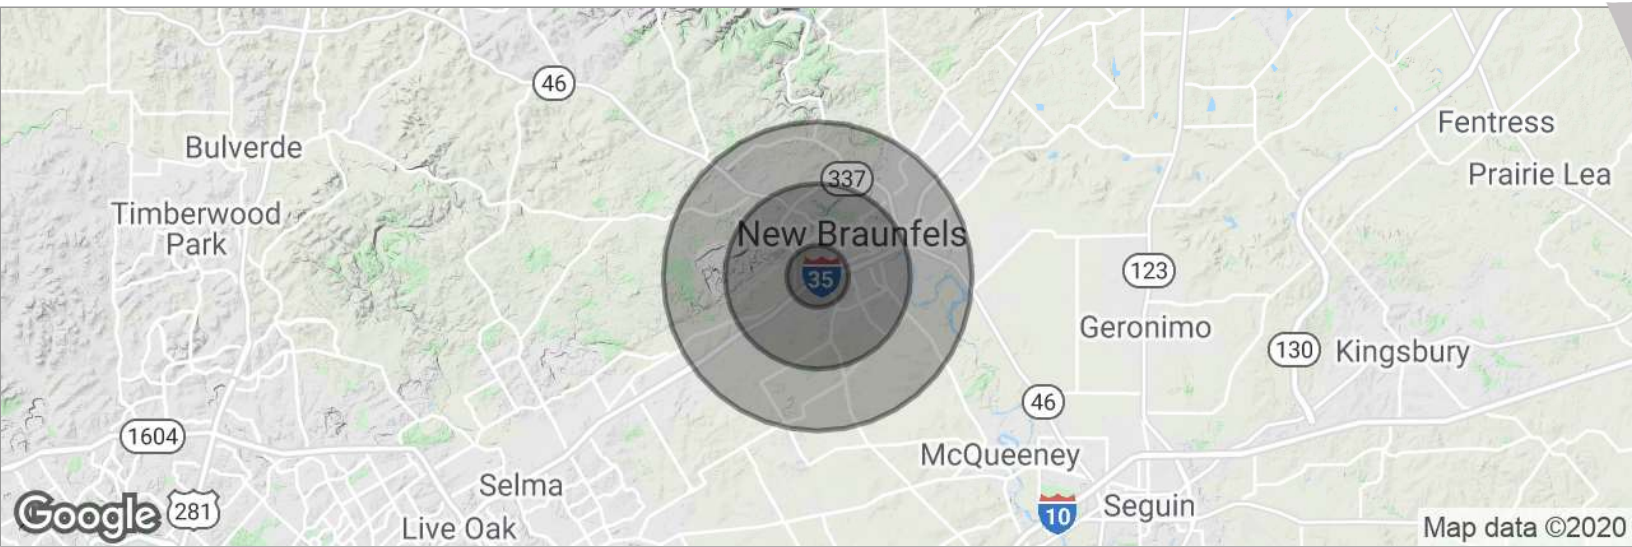 46
Fentress
Bulverde
Prairie Lea
337
Timberwood
Park
New Braunfels
123
35
Geronimo
130
Kingsbury
46
1604
McQueeney
Selma
281
Seguin
10
Google
Live Oak
Map data ©2020